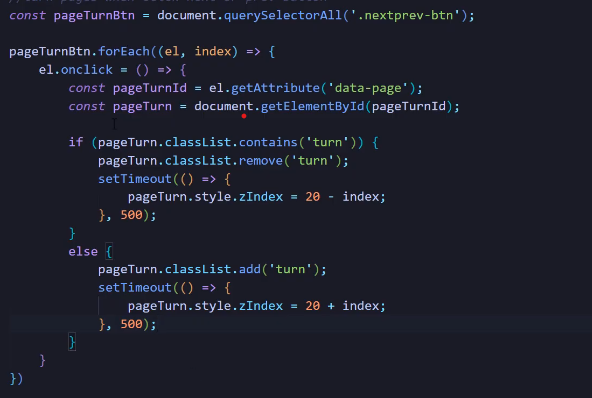 const pageTurnBtn = document.querySelectorAll('.nextprev-btn');
pageTurnBtn.forEach((el, index) => {
el.onclick = () => {
const pageTurnId = el.getAttribute('data-page');
const pageTurn = document.getElementById(pageTurnId);
if (pageTurn.classList.contains('turn')) {
pageTurn.classList.remove('turn');
setTimeout(() => {
pageTurn.style.zIndex = 20 - index;
}, 500);
}
else {
pageTurn.classList.add('turn');
setTimeout(() => {
pageTurn.style.zIndex = 20 + index;
}, 500);
}
}
})